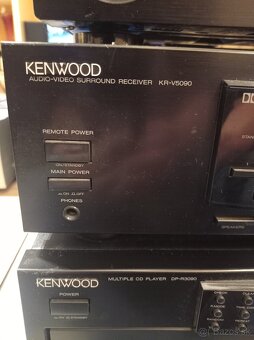 KENWOOD
AUDIO-VIDEO SURROUND RECEIVER KR-V5090
REMOTE POWER
ON/STANDBY
MAIN POWER
ON OFF
PHONES
SPEAKERS
KENWOOD
MULTIPLE CD PLAYER DP-R3090
POWER